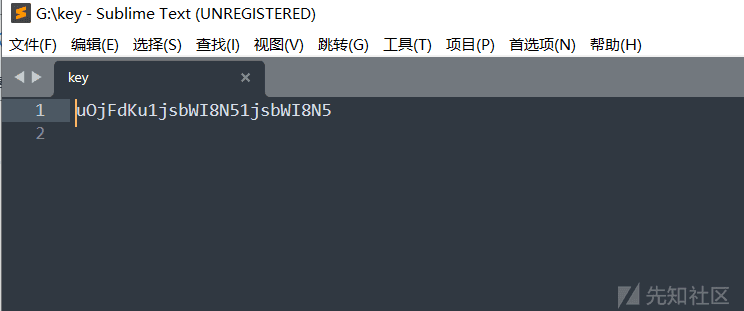 G:\key - Sublime Text (UNREGISTERED)
文件(F) 编辑(E) 选择(S) 查找(I) 视图(V) 跳转(G) 工具(T) 项目(P) 首选项(N) 帮助(H)
key
1 uOjFdKu1jsbWI8N51jsbWI8N5
2
先知社区